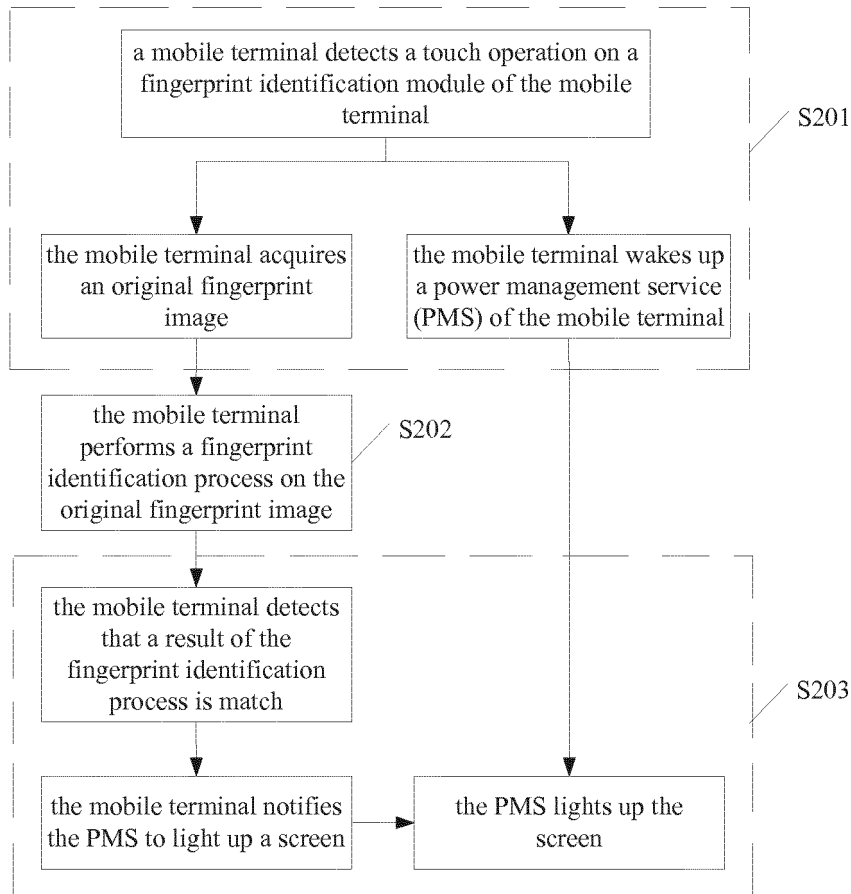 a mobile terminal detects a touch operation on a
fingerprint identification module of the mobile
terminal
S201
the mobile terminal acquires
an original fingerprint
image
the mobile terminal wakes up
a power management service
(PMS) of the mobile terminal
the mobile terminal
performs a fingerprint
identification process on the
original fingerprint image
S202
the mobile terminal detects
that a result of the
fingerprint identification
process is match
S203
the mobile terminal notifies
the PMS to light up a screen
the PMS lights up the
screen